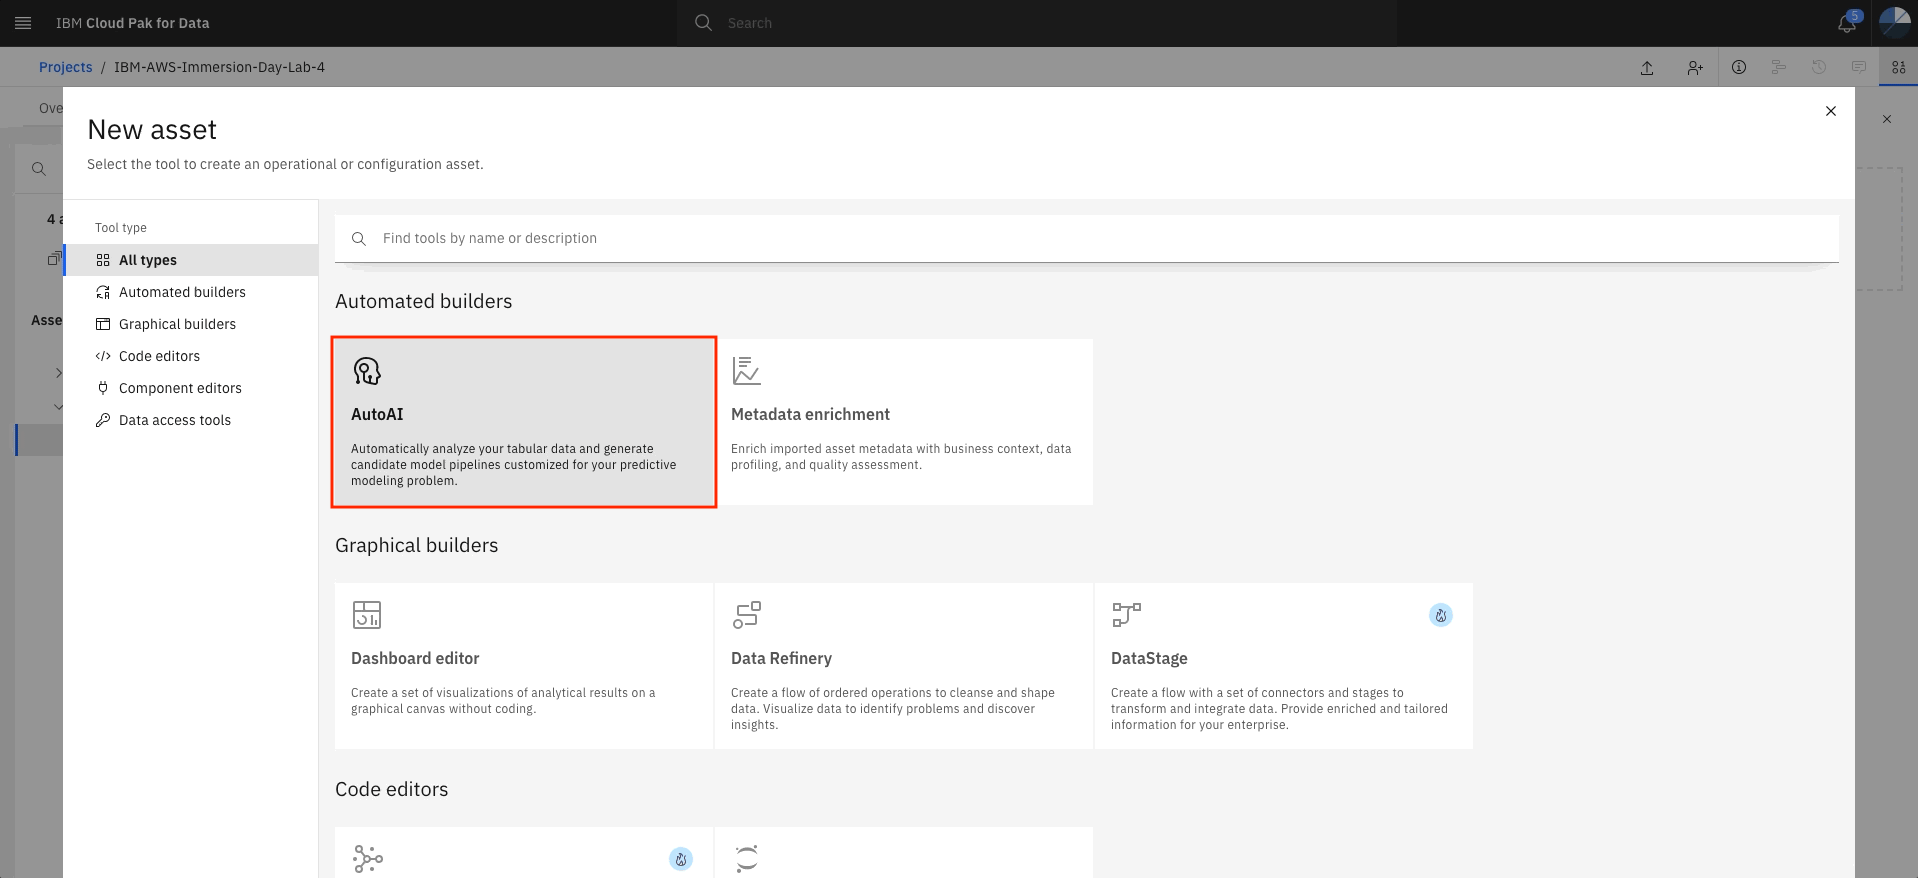 IBM Cloud Pak for Data
Search
5
Projects / IBM-AWS-Immersion-Day-Lab-4
Ove
New asset
Select the tool to create an operational or configuration asset.
4 a
Asse
Tool type
All types
Automated builders
Graphical builders
Code editors
Component editors
Data access tools
Find tools by name or description
Automated builders
AutoAI
Automatically analyze your tabular data and generate
candidate model pipelines customized for your predictive
modeling problem.
Metadata enrichment
Enrich imported asset metadata with business context, data
profiling, and quality assessment.
Graphical builders
Dashboard editor
Create a set of visualizations of analytical results on a
graphical canvas without coding.
Data Refinery
Create a flow of ordered operations to cleanse and shape
data. Visualize data to identify problems and discover
insights.
DataStage
Create a flow with a set of connectors and stages to
transform and integrate data. Provide enriched and tailored
information for your enterprise.
Code editors